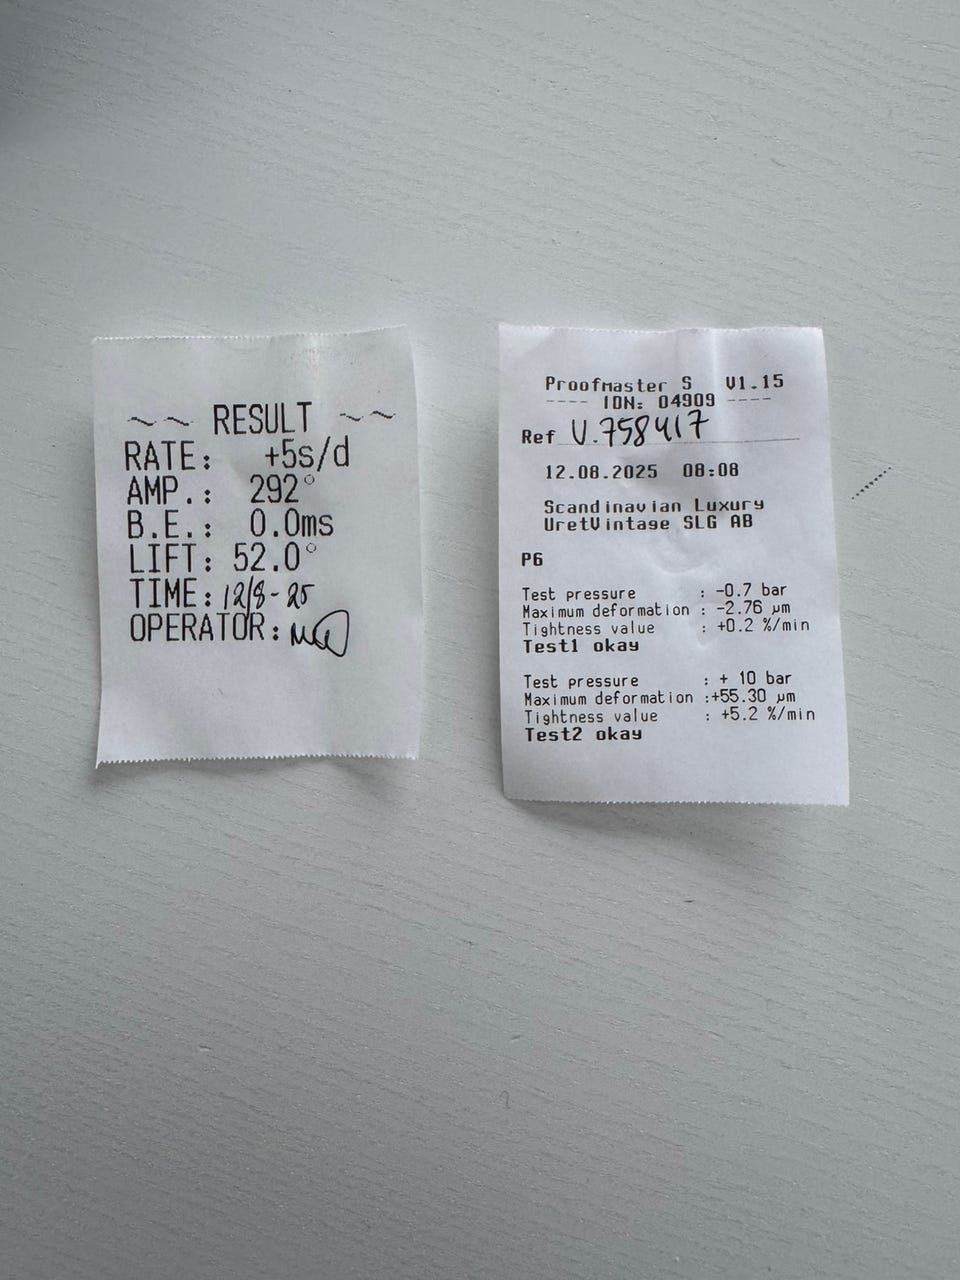 ~~ RESULT ~~
RATE: +5s/d
AMP.: 292°
B.E.: 0.0ms
LIFT: 52.0°
TIME: 12/8-25
OPERATOR:
Proofmaster S V1.15
---- IDN: 04909 ----
Ref V.758417
12.08.2025 08:08
Scandinavian Luxury
UretVintage SLG AB
P6
Test pressure : -0.7 bar
Maximum deformation : -2.76 µm
Tightness value : +0.2 %/min
Test1 okay
Test pressure : + 10 bar
Maximum deformation :+55.30 µm
Tightness value : +5.2 %/min
Test2 okay